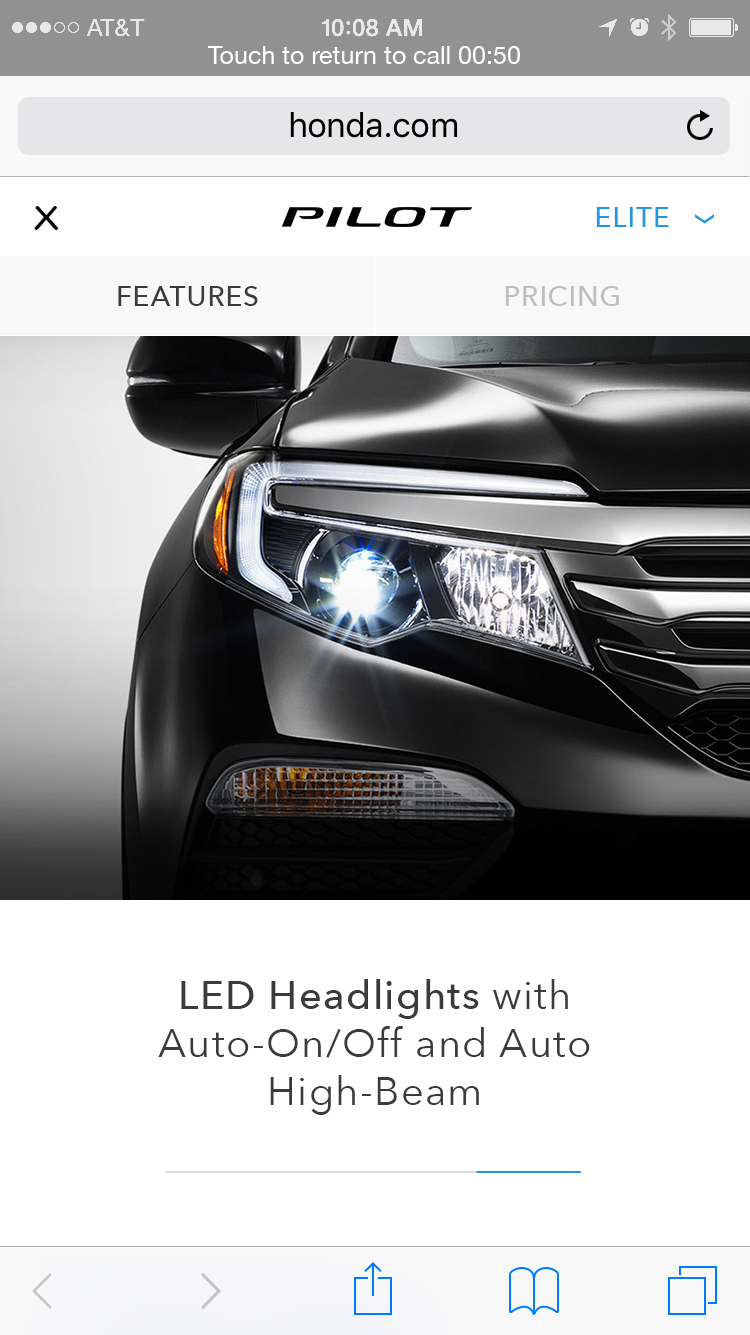 AT&T 10:08 AM
Touch to return to call 00:50
honda.com
PILOT ELITE
FEATURES PRICING
LED Headlights with
Auto-On/Off and Auto
High-Beam